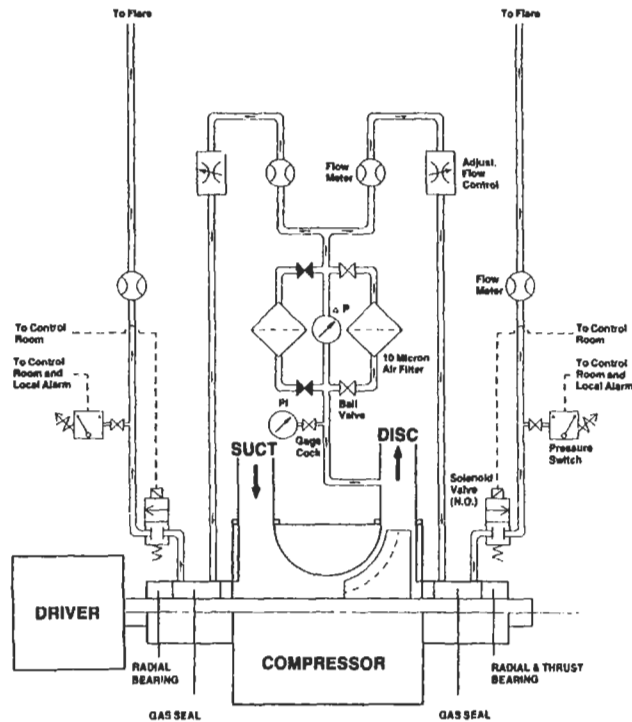 To Flare
To Flare
Flow
Meter
Adjust.
Flow
Control
Flow
Meter
Δ P
To Control
Room
To Control
Room
10 Micron
Air Filter
To Control
Room and
Local Alarm
To Control
Room and
Local Alarm
PI
Ball
Valve
Gage
Cock
SUCT
DISC
Pressure
Switch
Solenoid
Valve
(N.O.)
DRIVER
COMPRESSOR
RADIAL
BEARING
RADIAL & THRUST
BEARING
GAS SEAL
GAS SEAL